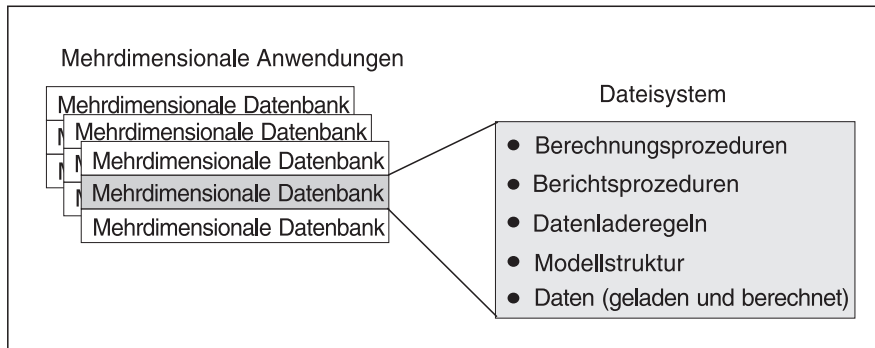 Mehrdimensionale Anwendungen
Mehrdimensionale Datenbank
Mehrdimensionale Datenbank
M
Mehrdimensionale Datenbank
Mehrdimensionale Datenbank
Mehrdimensionale Datenbank
Dateisystem
● Berechnungsprozeduren
● Berichtsprozeduren
● Datenladeregeln
● Modellstruktur
● Daten (geladen und berechnet)